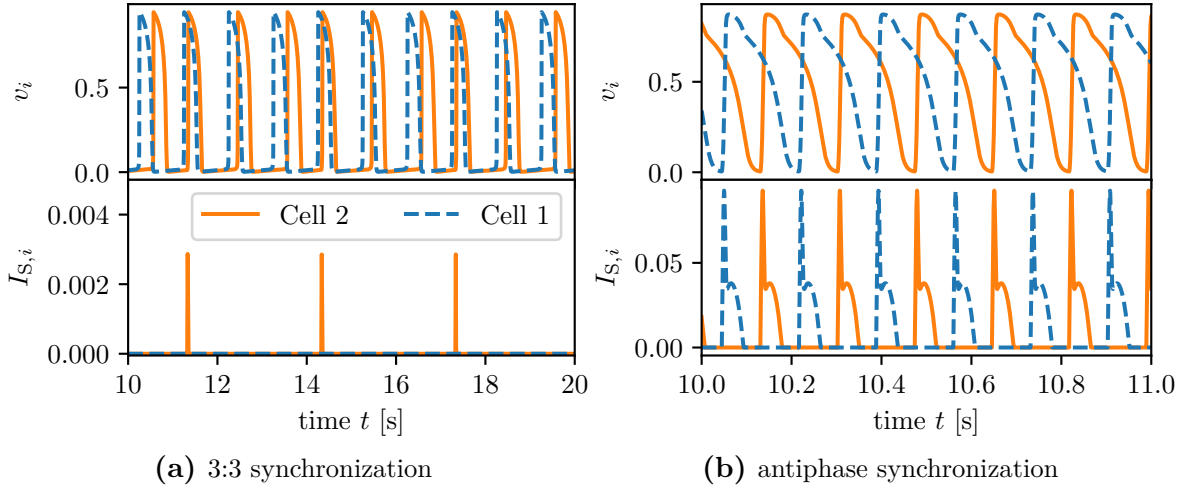 v_i
0.5
0.0
I_{S,i}
0.004
0.002
0.000
Cell 2
Cell 1
10 12 14 16 18 20
time t [s]
(a) 3:3 synchronization
v_i
0.5
0.0
I_{S,i}
0.05
0.00
10.0 10.2 10.4 10.6 10.8 11.0
time t [s]
(b) antiphase synchronization